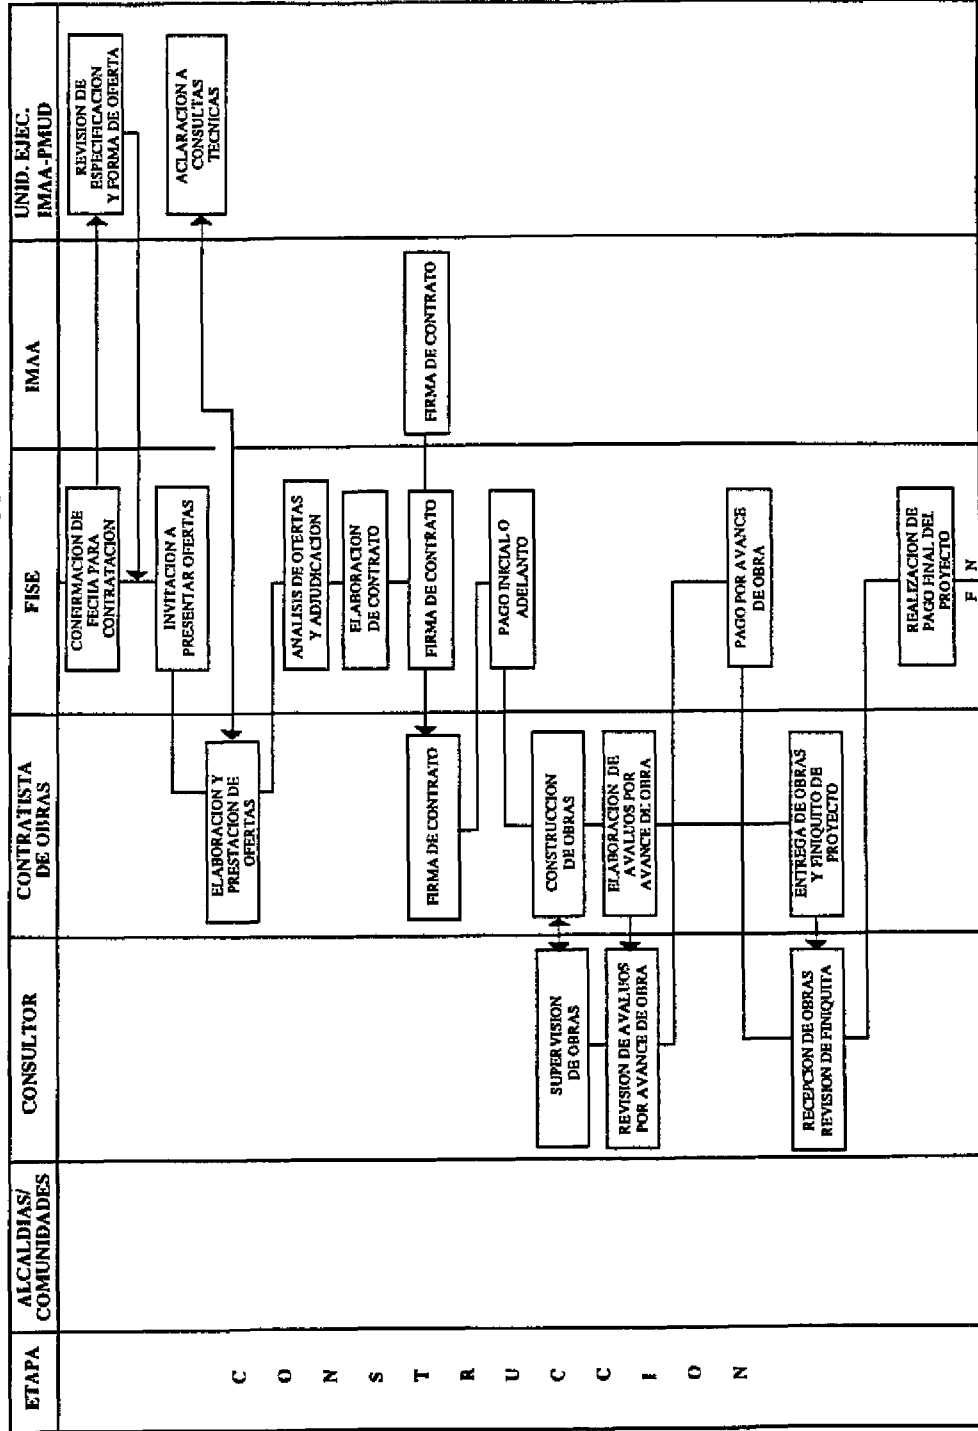 ETAPA
ALCALDIAS/
COMUNIDADES
CONSULTOR
CONTRATISTA
DE OBRAS
FISE
IMAA
UNID. EJEC.
IMAA-PMUD
C
O
N
S
T
R
U
C
C
I
O
N
CONFIRMACION DE
FECHA PARA
CONTRATACION
REVISION DE
ESPECIFICACION
Y FORMA DE OFERTA
INVITACION A
PRESENTAR OFERTAS
ACLARACION A
CONSULTAS
TECNICAS
ELABORACION Y
PRESTACION DE
OFERTAS
ANALISIS DE OTERTAS
Y ADJUDICACION
ELABORACION
DE CONTRATO
FIRMA DE CONTRATO
FIRMA DE CONTRATO
FIRMA DE CONTRATO
PAGO INICIAL O
ADELANTO
SUPERVISION
DE OBRAS
CONSTRUCCION
DE OBRAS
REVISION DE AVALUOS
POR AVANCE DE OBRA
ELABORACION DE
AVALUOS POR
AVANCE DE OBRA
PAGO POR AVANCE
DE OBRA
RECEPCION DE OBRAS
REVISION DE FINIQUITA
ENTREGA DE OBRAS
Y FINIQUITO DE
PROYECTO
REALIZACION DE
PAGO FINAL DEL
PROYECTO
F I N